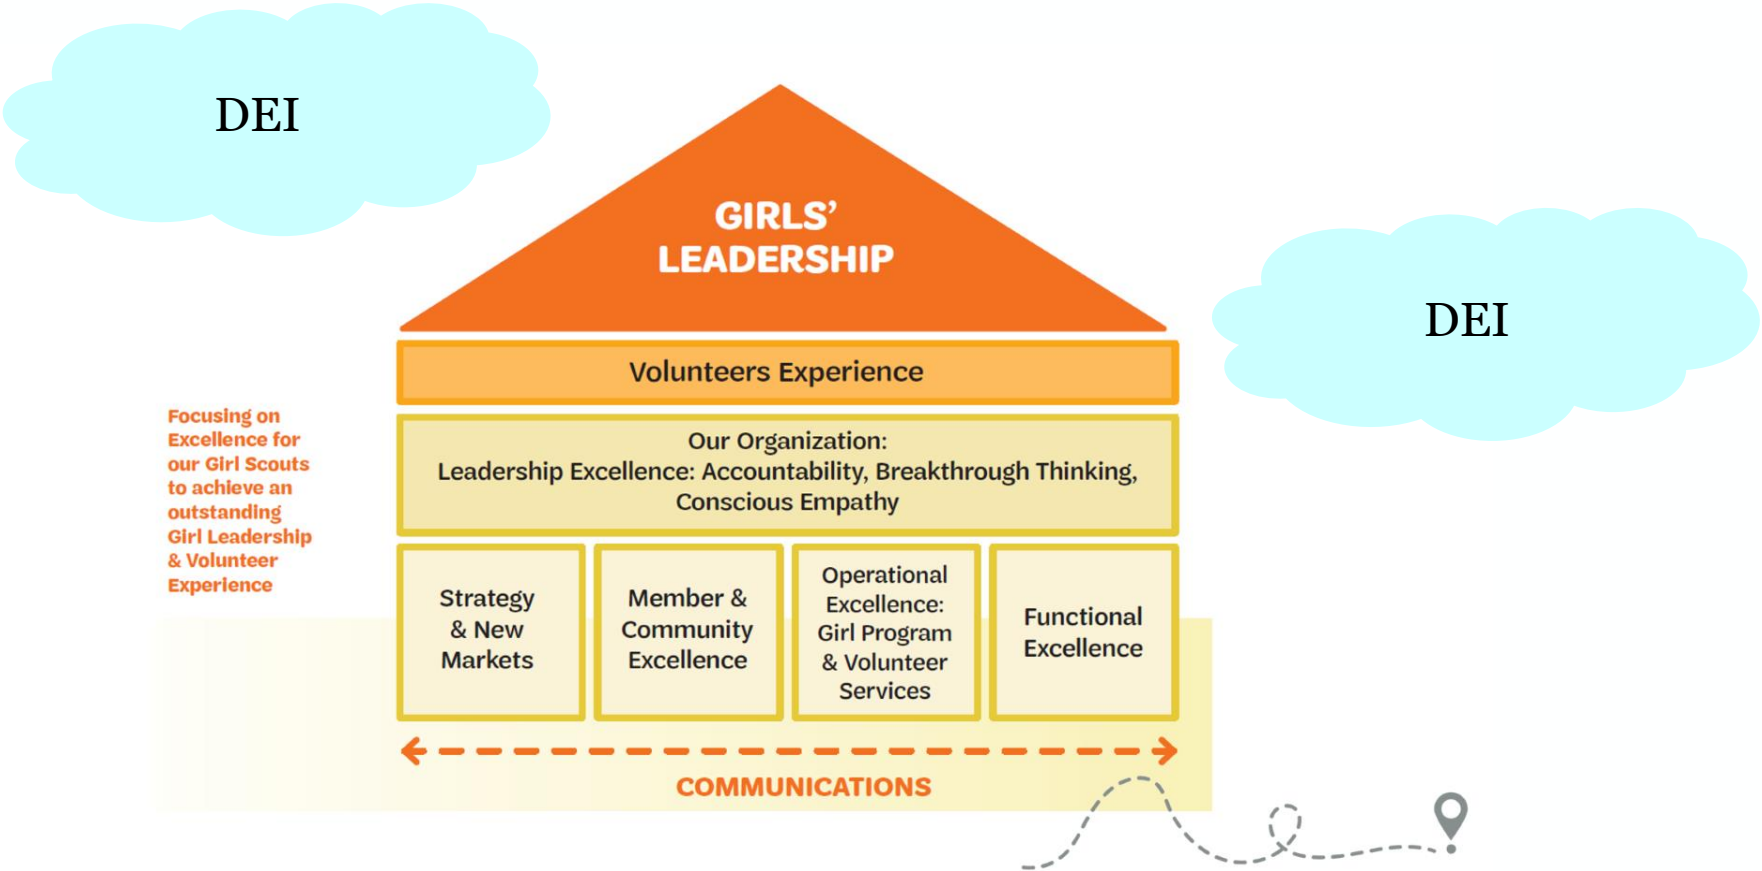 DEI
GIRLS’
LEADERSHIP
DEI
Volunteers Experience
Focusing on
Excellence for
our Girl Scouts
to achieve an
outstanding
Girl Leadership
& Volunteer
Experience
Our Organization:
Leadership Excellence: Accountability, Breakthrough Thinking,
Conscious Empathy
Strategy
& New
Markets
Member &
Community
Excellence
Operational
Excellence:
Girl Program
& Volunteer
Services
Functional
Excellence
COMMUNICATIONS